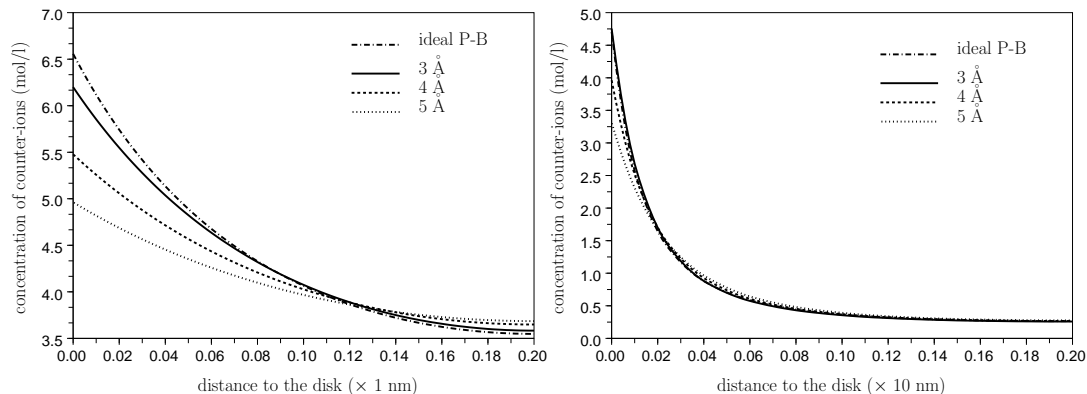 7.0
6.5
6.0
5.5
5.0
4.5
4.0
3.5
concentration of counter-ions (mol/l)
ideal P-B
3 Å
4 Å
5 Å
0.00 0.02 0.04 0.06 0.08 0.10 0.12 0.14 0.16 0.18 0.20
distance to the disk (× 1 nm)
5.0
4.5
4.0
3.5
3.0
2.5
2.0
1.5
1.0
0.5
0.0
concentration of counter-ions (mol/l)
ideal P-B
3 Å
4 Å
5 Å
0.00 0.02 0.04 0.06 0.08 0.10 0.12 0.14 0.16 0.18 0.20
distance to the disk (× 10 nm)